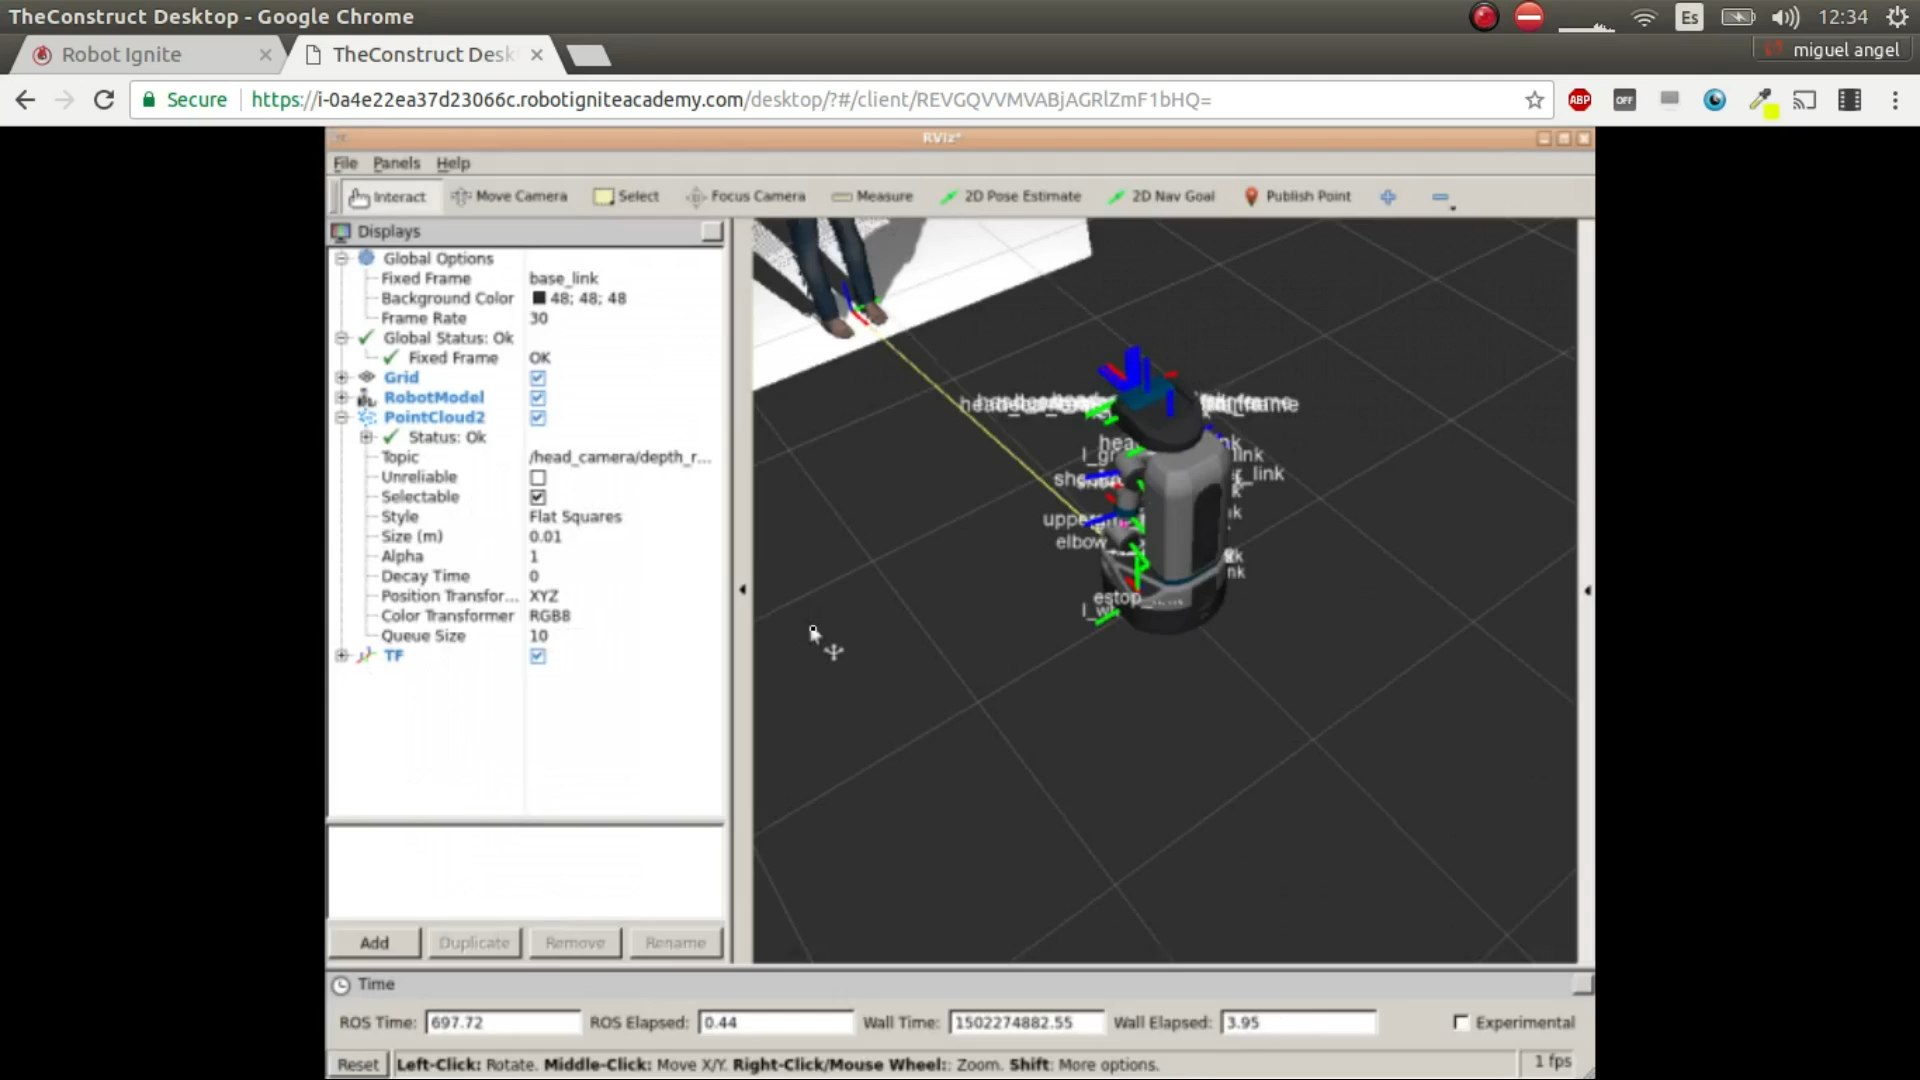 TheConstruct Desktop - Google Chrome
Es
12:34
Robot Ignite
TheConstruct Desk
miguel angel
Secure
https://i-0a4e22ea37d23066c.robotigniteacademy.com/desktop/?#/client/REVGQVVMVABjAGRlZmF1bHQ=
ABP
OFF
RViz*
File Panels Help
Interact Move Camera Select Focus Camera Measure 2D Pose Estimate 2D Nav Goal Publish Point
Displays
Global Options
Fixed Frame base_link
Background Color 48; 48; 48
Frame Rate 30
Global Status: Ok
Fixed Frame OK
Grid
RobotModel
PointCloud2
Status: Ok
Topic /head_camera/depth_r...
Unreliable
Selectable
Style Flat Squares
Size (m) 0.01
Alpha 1
Decay Time 0
Position Transfor... XYZ
Color Transformer RGB8
Queue Size 10
TF
elbow
estop_
Add Duplicate Remove Rename
Time
ROS Time: 697.72 ROS Elapsed: 0.44 Wall Time: 1502274882.55 Wall Elapsed: 3.95 Experimental
Reset Left-Click: Rotate. Middle-Click: Move X/Y. Right-Click/Mouse Wheel:: Zoom. Shift: More options. 1 fps